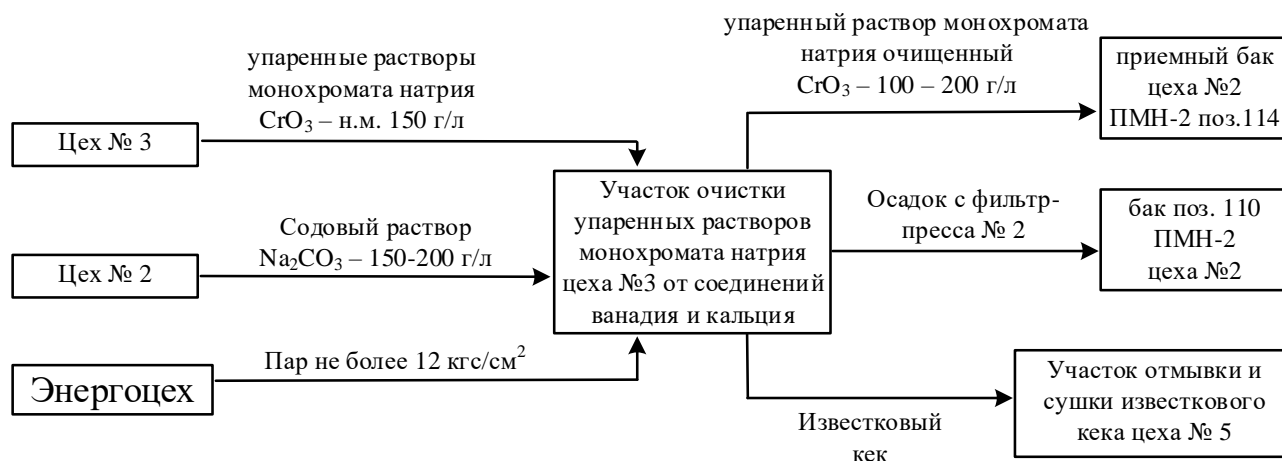 упаренные растворы
монохромата натрия
CrO₃ – н.м. 150 г/л
упаренный раствор монохромата
натрия очищенный
CrO₃ – 100 – 200 г/л
приемный бак
цеха №2
ПМН-2 поз.114
Цех № 3
Содовый раствор
Na₂CO₃ – 150-200 г/л
Цех № 2
Участок очистки
упаренных растворов
монохромата натрия
цеха №3 от соединений
ванадия и кальция
Осадок с фильтр-
пресса № 2
бак поз. 110
ПМН-2
цеха №2
Пар не более 12 кгс/см²
Энергоцех
Известковый
кек
Участок отмывки и
сушки известкового
кека цеха № 5